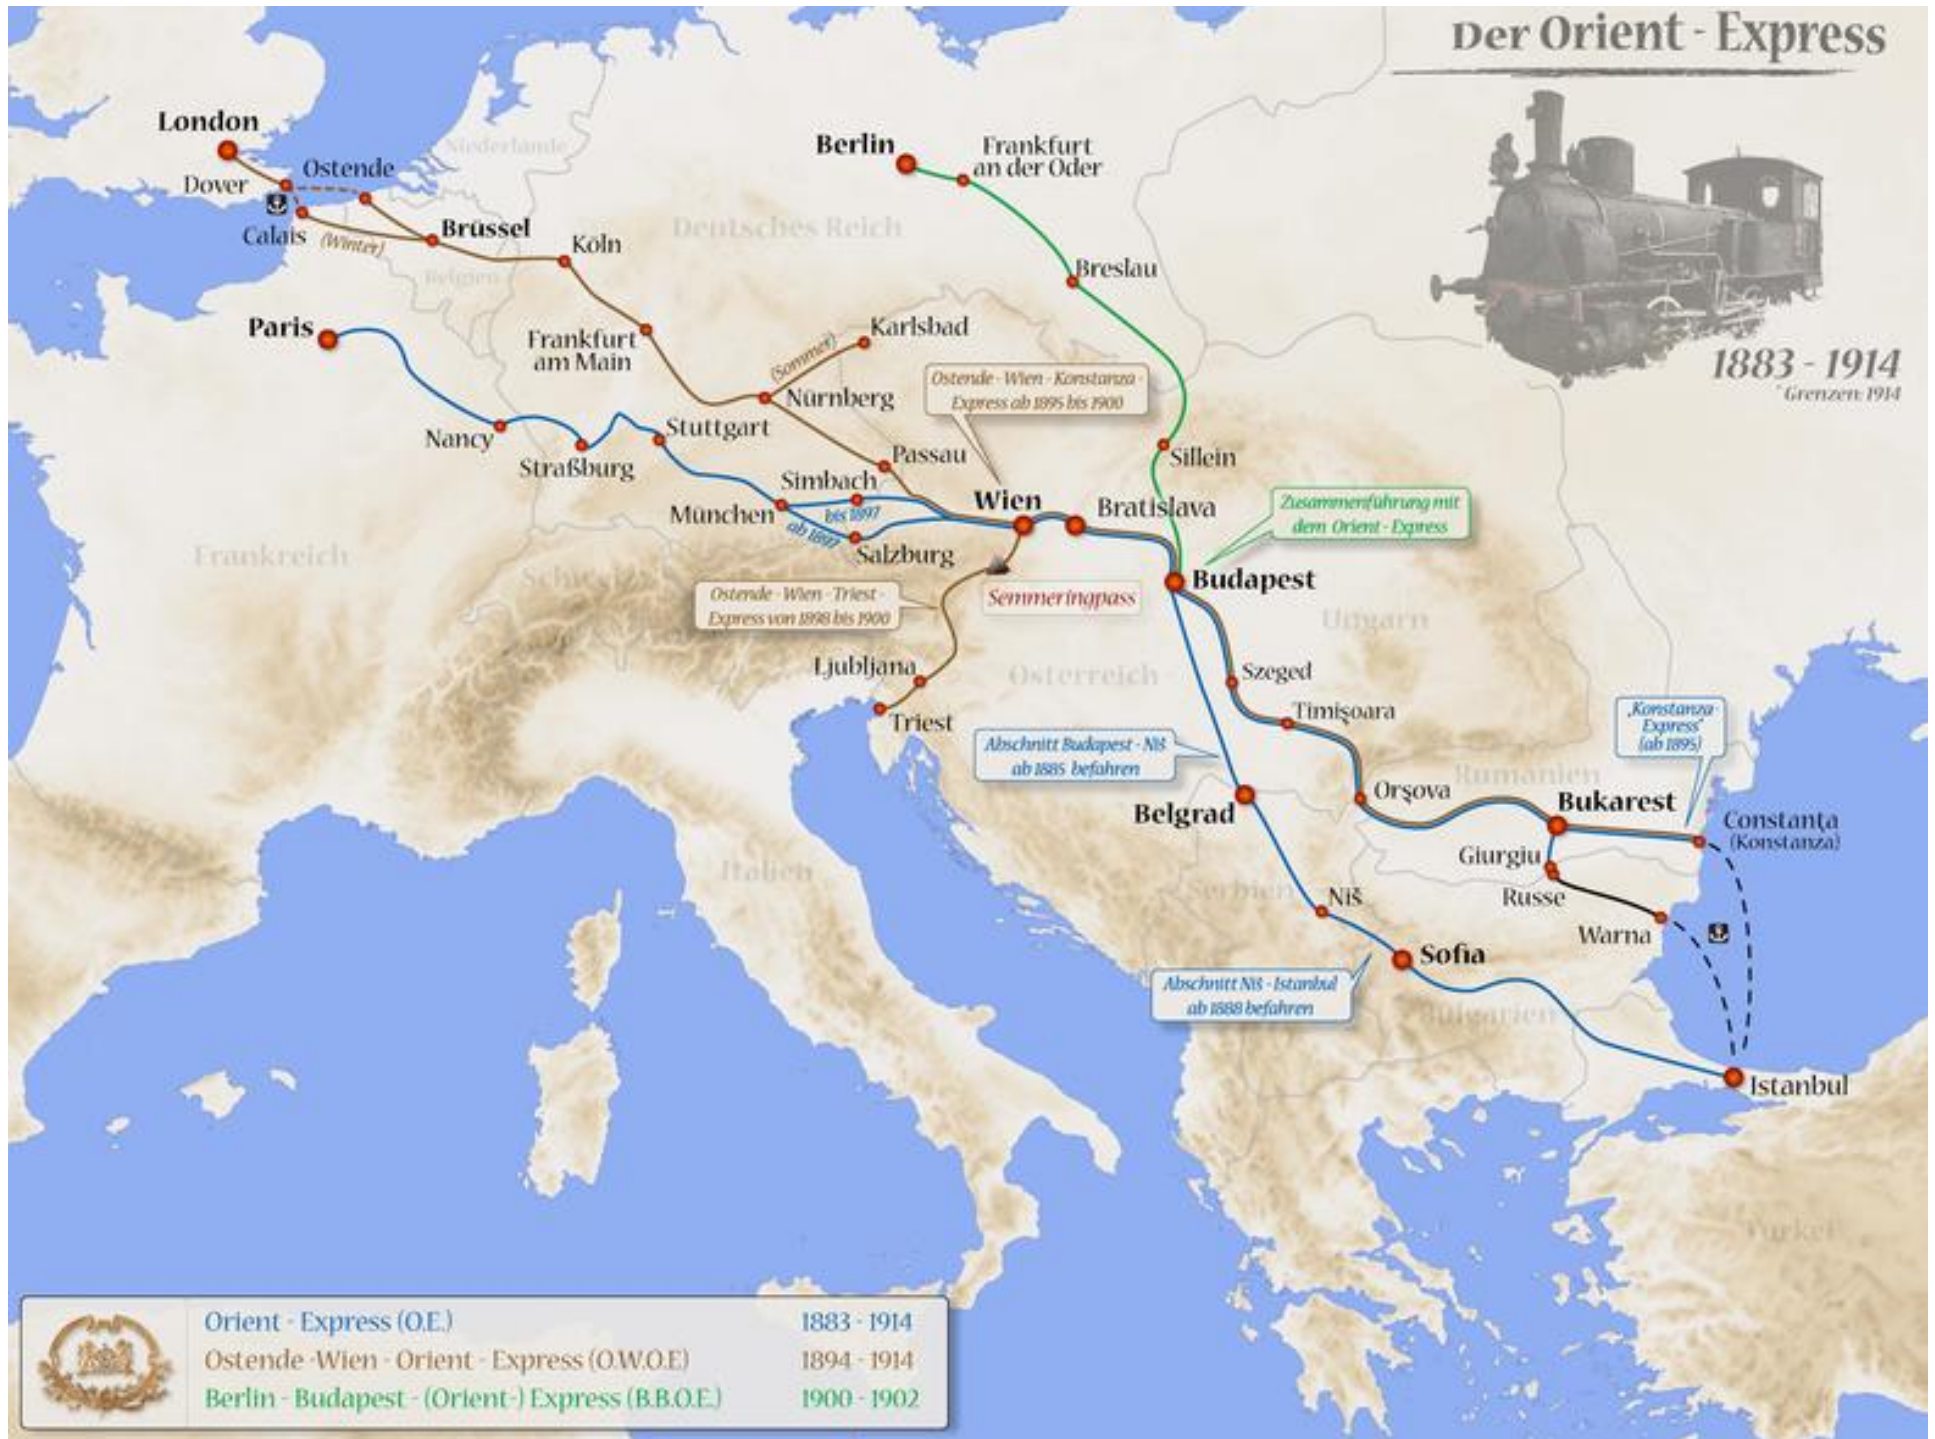 Der Orient - Express
1883 - 1914
* Grenzen: 1914
London
Dover
Ostende
Calais
(Winter)
Brüssel
Niederlande
Belgien
Köln
Frankfurt
am Main
Deutsches Reich
Berlin
Frankfurt
an der Oder
Breslau
Sillein
Karlsbad
(Sommer)
Nürnberg
Passau
Ostende - Wien - Konstanza -
Express ab 1895 bis 1900
Paris
Nancy
Straßburg
Stuttgart
München
Simbach
bis 1897
ab 1897
Salzburg
Wien
Bratislava
Zusammenführung mit
dem Orient - Express
Budapest
Frankreich
Schweiz
Ostende - Wien - Triest -
Express von 1898 bis 1900
Semmeringpass
Ungarn
Österreich
Ljubljana
Triest
Szeged
Timişoara
Abschnitt Budapest - Niš
ab 1885 befahren
„Konstanza-
Express"
(ab 1895)
Rumänien
Orşova
Belgrad
Bukarest
Constanţa
(Konstanza)
Giurgiu
Russe
Warna
Italien
Serbien
Niš
Sofia
Abschnitt Niš - Istanbul
ab 1888 befahren
Bulgarien
Istanbul
Türkei
Orient - Express (O.E.) 1883 - 1914
Ostende -Wien - Orient - Express (O.W.O.E) 1894 - 1914
Berlin - Budapest - (Orient-) Express (B.B.O.E.) 1900 - 1902